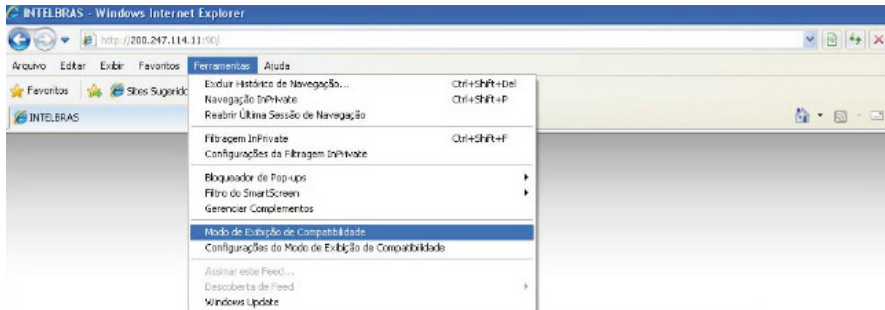 INTELBRAS - Windows Internet Explorer
http://200.247.114.11:90/
Arquivo Editar Exibir Favoritos Ferramentas Ajuda
Favoritos Sites Sugerido
INTELBRAS
Excluir Histórico de Navegação... Ctrl+Shift+Del
Navegação InPrivate Ctrl+Shift+P
Reabrir Última Sessão de Navegação
Filtragem InPrivate Ctrl+Shift+F
Configurações da Filtragem InPrivate
Bloqueador de Pop-ups
Filtro do SmartScreen
Gerenciar Complementos
Modo de Exibição de Compatibilidade
Configurações do Modo de Exibição de Compatibilidade
Assinar este Feed...
Descoberta de Feed
Windows Update